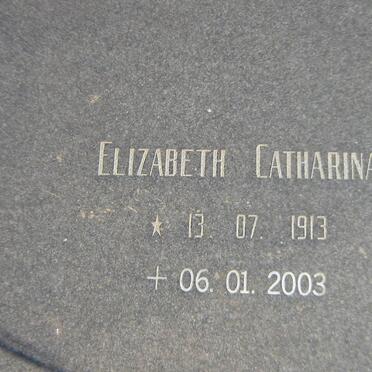 ELIZABETH CATHARINA
★ 13. 07. 1913
+ 06. 01. 2003